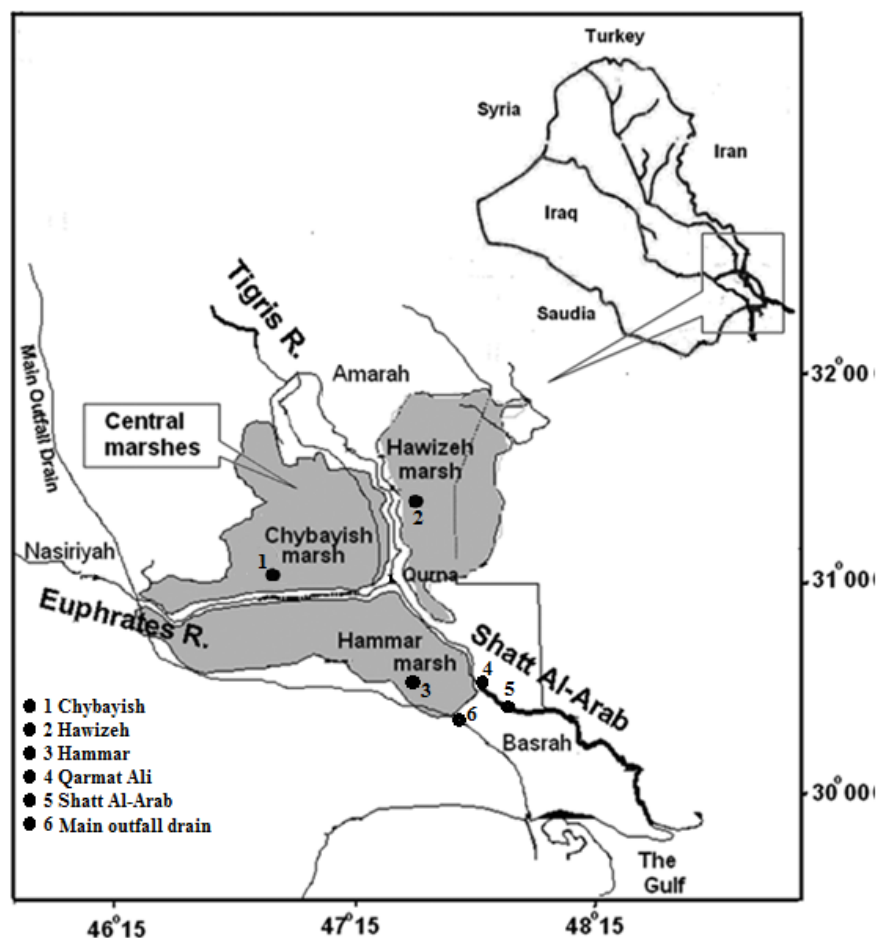 Turkey
Syria
Iran
Iraq
Saudia
Tigris R.
Amarah
32°00
Main Outfall Drain
Central
marshes
Hawizeh
marsh
2
Chybayish
marsh
1
Nasiriyah
Qurna
31°000
Euphrates R.
Hammar
marsh
3
Shatt Al-Arab
4
5
6
Basrah
1 Chybayish
2 Hawizeh
3 Hammar
4 Qarmat Ali
5 Shatt Al-Arab
6 Main outfall drain
30°000
The
Gulf
46°15
47°15
48°15